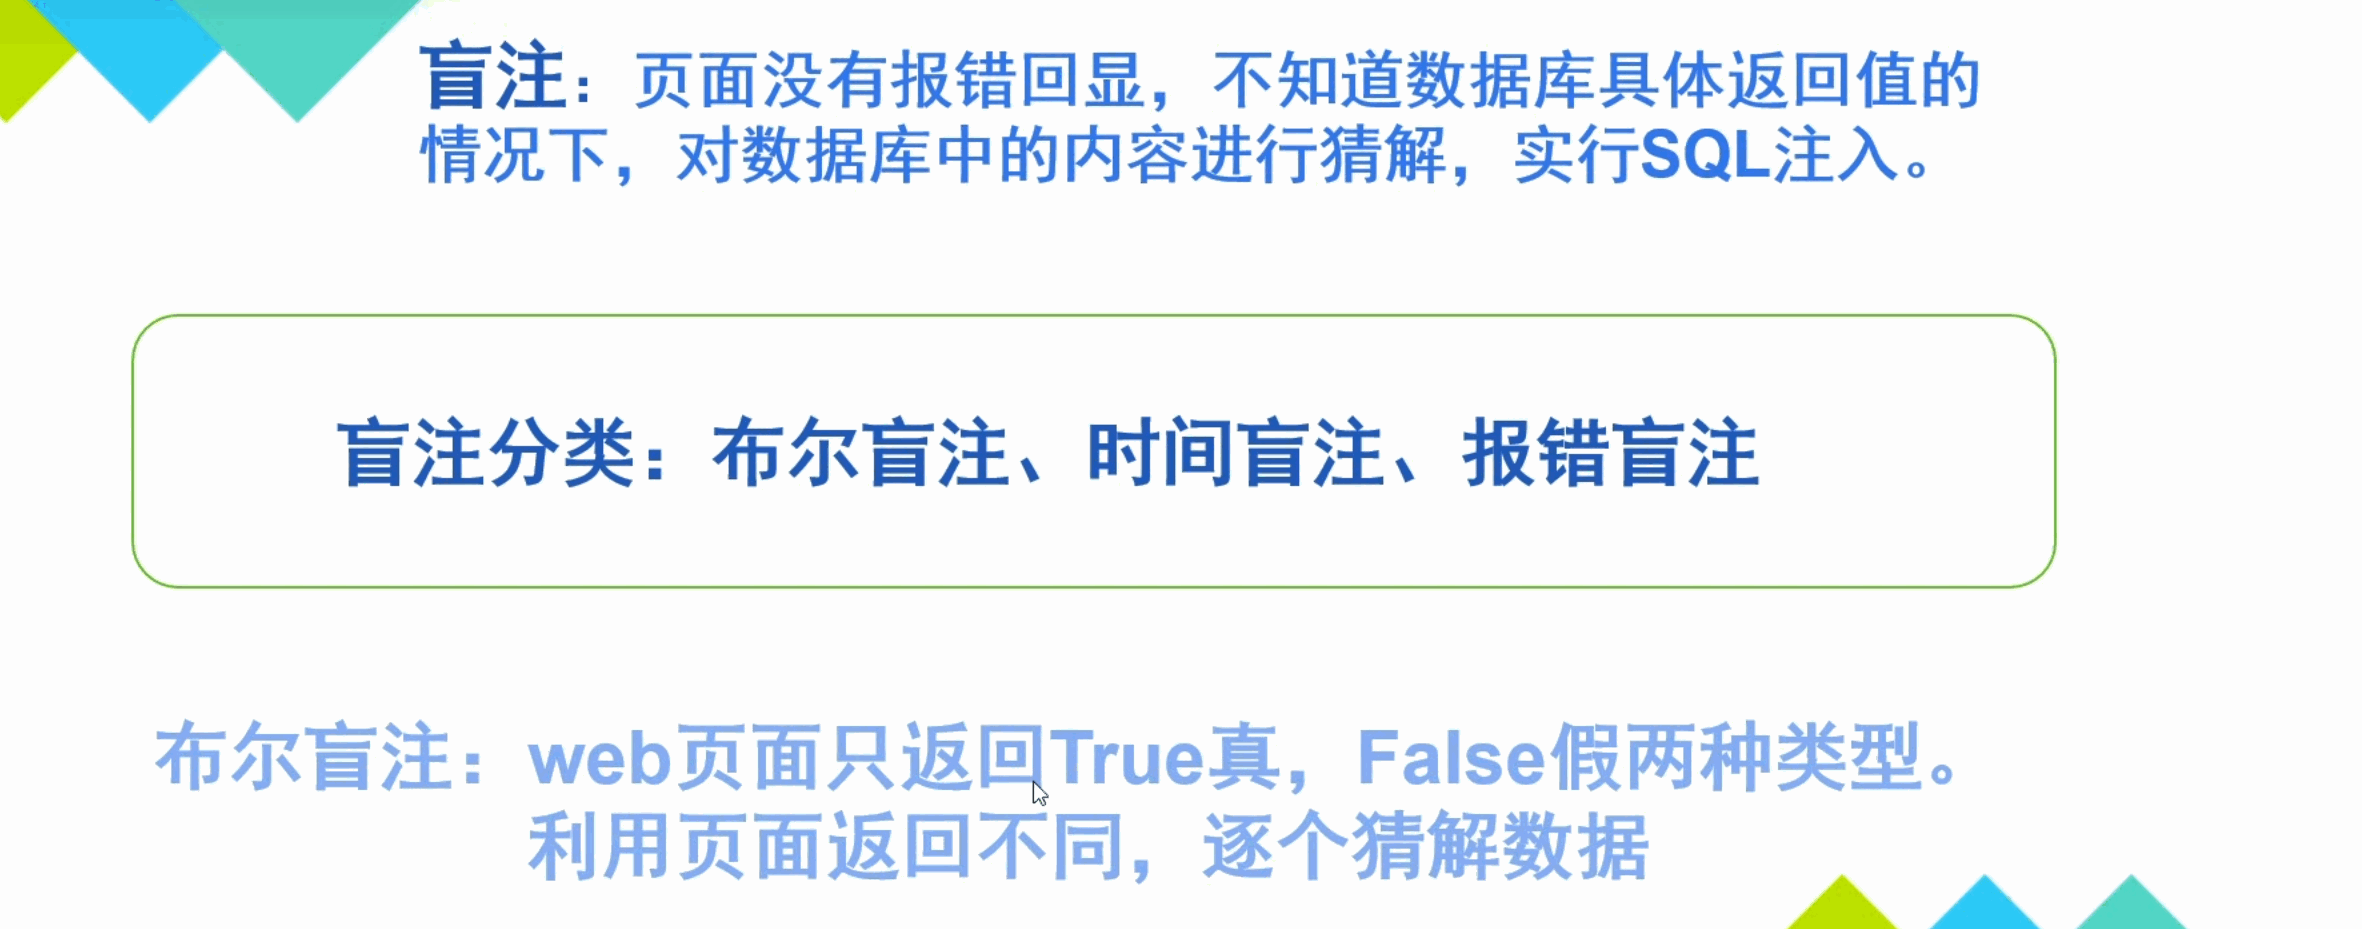 盲注：页面没有报错回显，不知道数据库具体返回值的
情况下，对数据库中的内容进行猜解，实行SQL注入。
盲注分类：布尔盲注、时间盲注、报错盲注
布尔盲注：web页面只返回True真，False假两种类型。
利用页面返回不同，逐个猜解数据